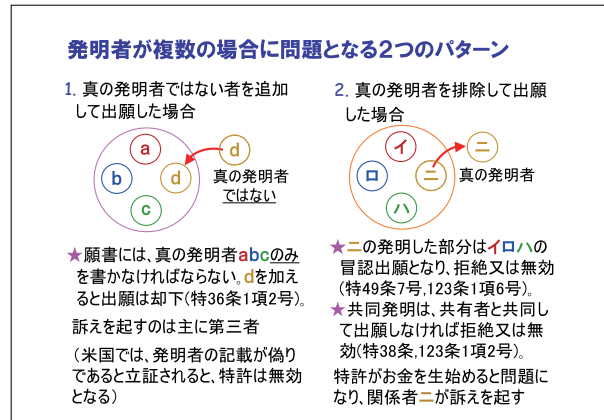 発明者が複数の場合に問題となる2つのパターン
1. 真の発明者ではない者を追加
して出願した場合
a
b
d
c
d
真の発明者
ではない
★願書には、真の発明者abcのみ
を書かなければならない。dを加え
ると出願は却下(特36条1項2号)。
訴えを起すのは主に第三者
(米国では、発明者の記載が偽り
であると立証されると、特許は無効
となる)
2. 真の発明者を排除して出願
した場合
イ
ロ
ニ
ハ
ニ
真の発明者
★ニの発明した部分はイロハの
冒認出願となり、拒絶又は無効
(特49条7号,123条1項6号)。
★共同発明は、共有者と共同し
て出願しなければ拒絶又は無
効(特38条,123条1項2号)。
特許がお金を生始めると問題に
なり、関係者ニが訴えを起す